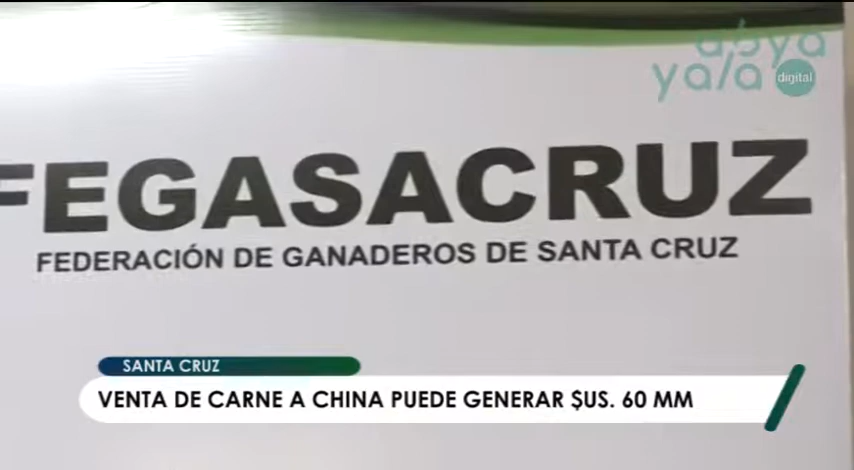 abya
yala digital
FEGASACRUZ
FEDERACIÓN DE GANADEROS DE SANTA CRUZ
SANTA CRUZ
VENTA DE CARNE A CHINA PUEDE GENERAR $US. 60 MM